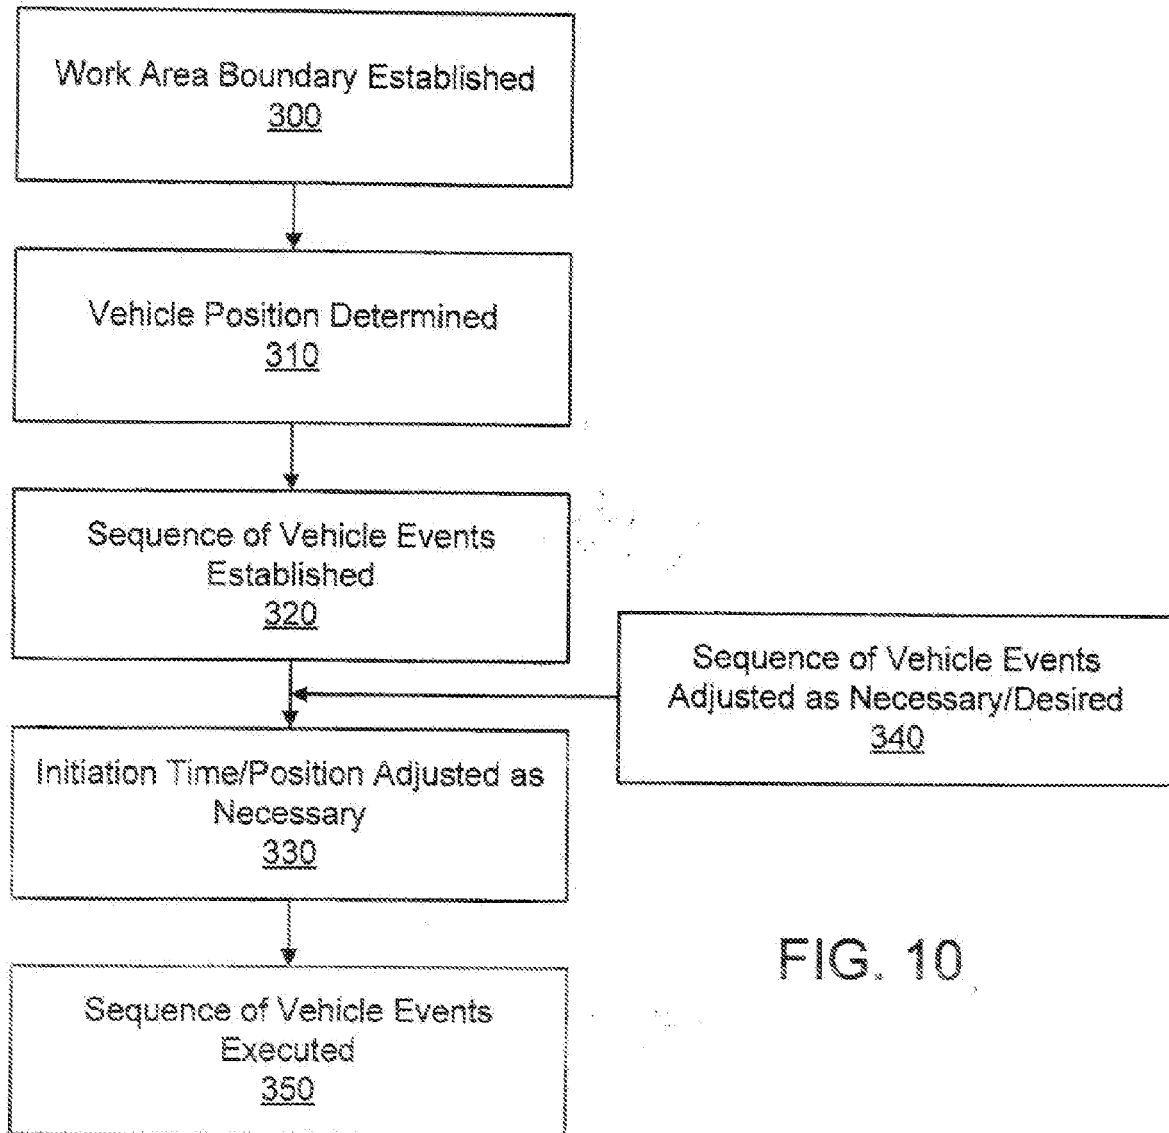 Work Area Boundary Established
300
Vehicle Position Determined
310
Sequence of Vehicle Events
Established
320
Sequence of Vehicle Events
Adjusted as Necessary/Desired
340
Initiation Time/Position Adjusted as
Necessary
330
Sequence of Vehicle Events
Executed
350
FIG. 10